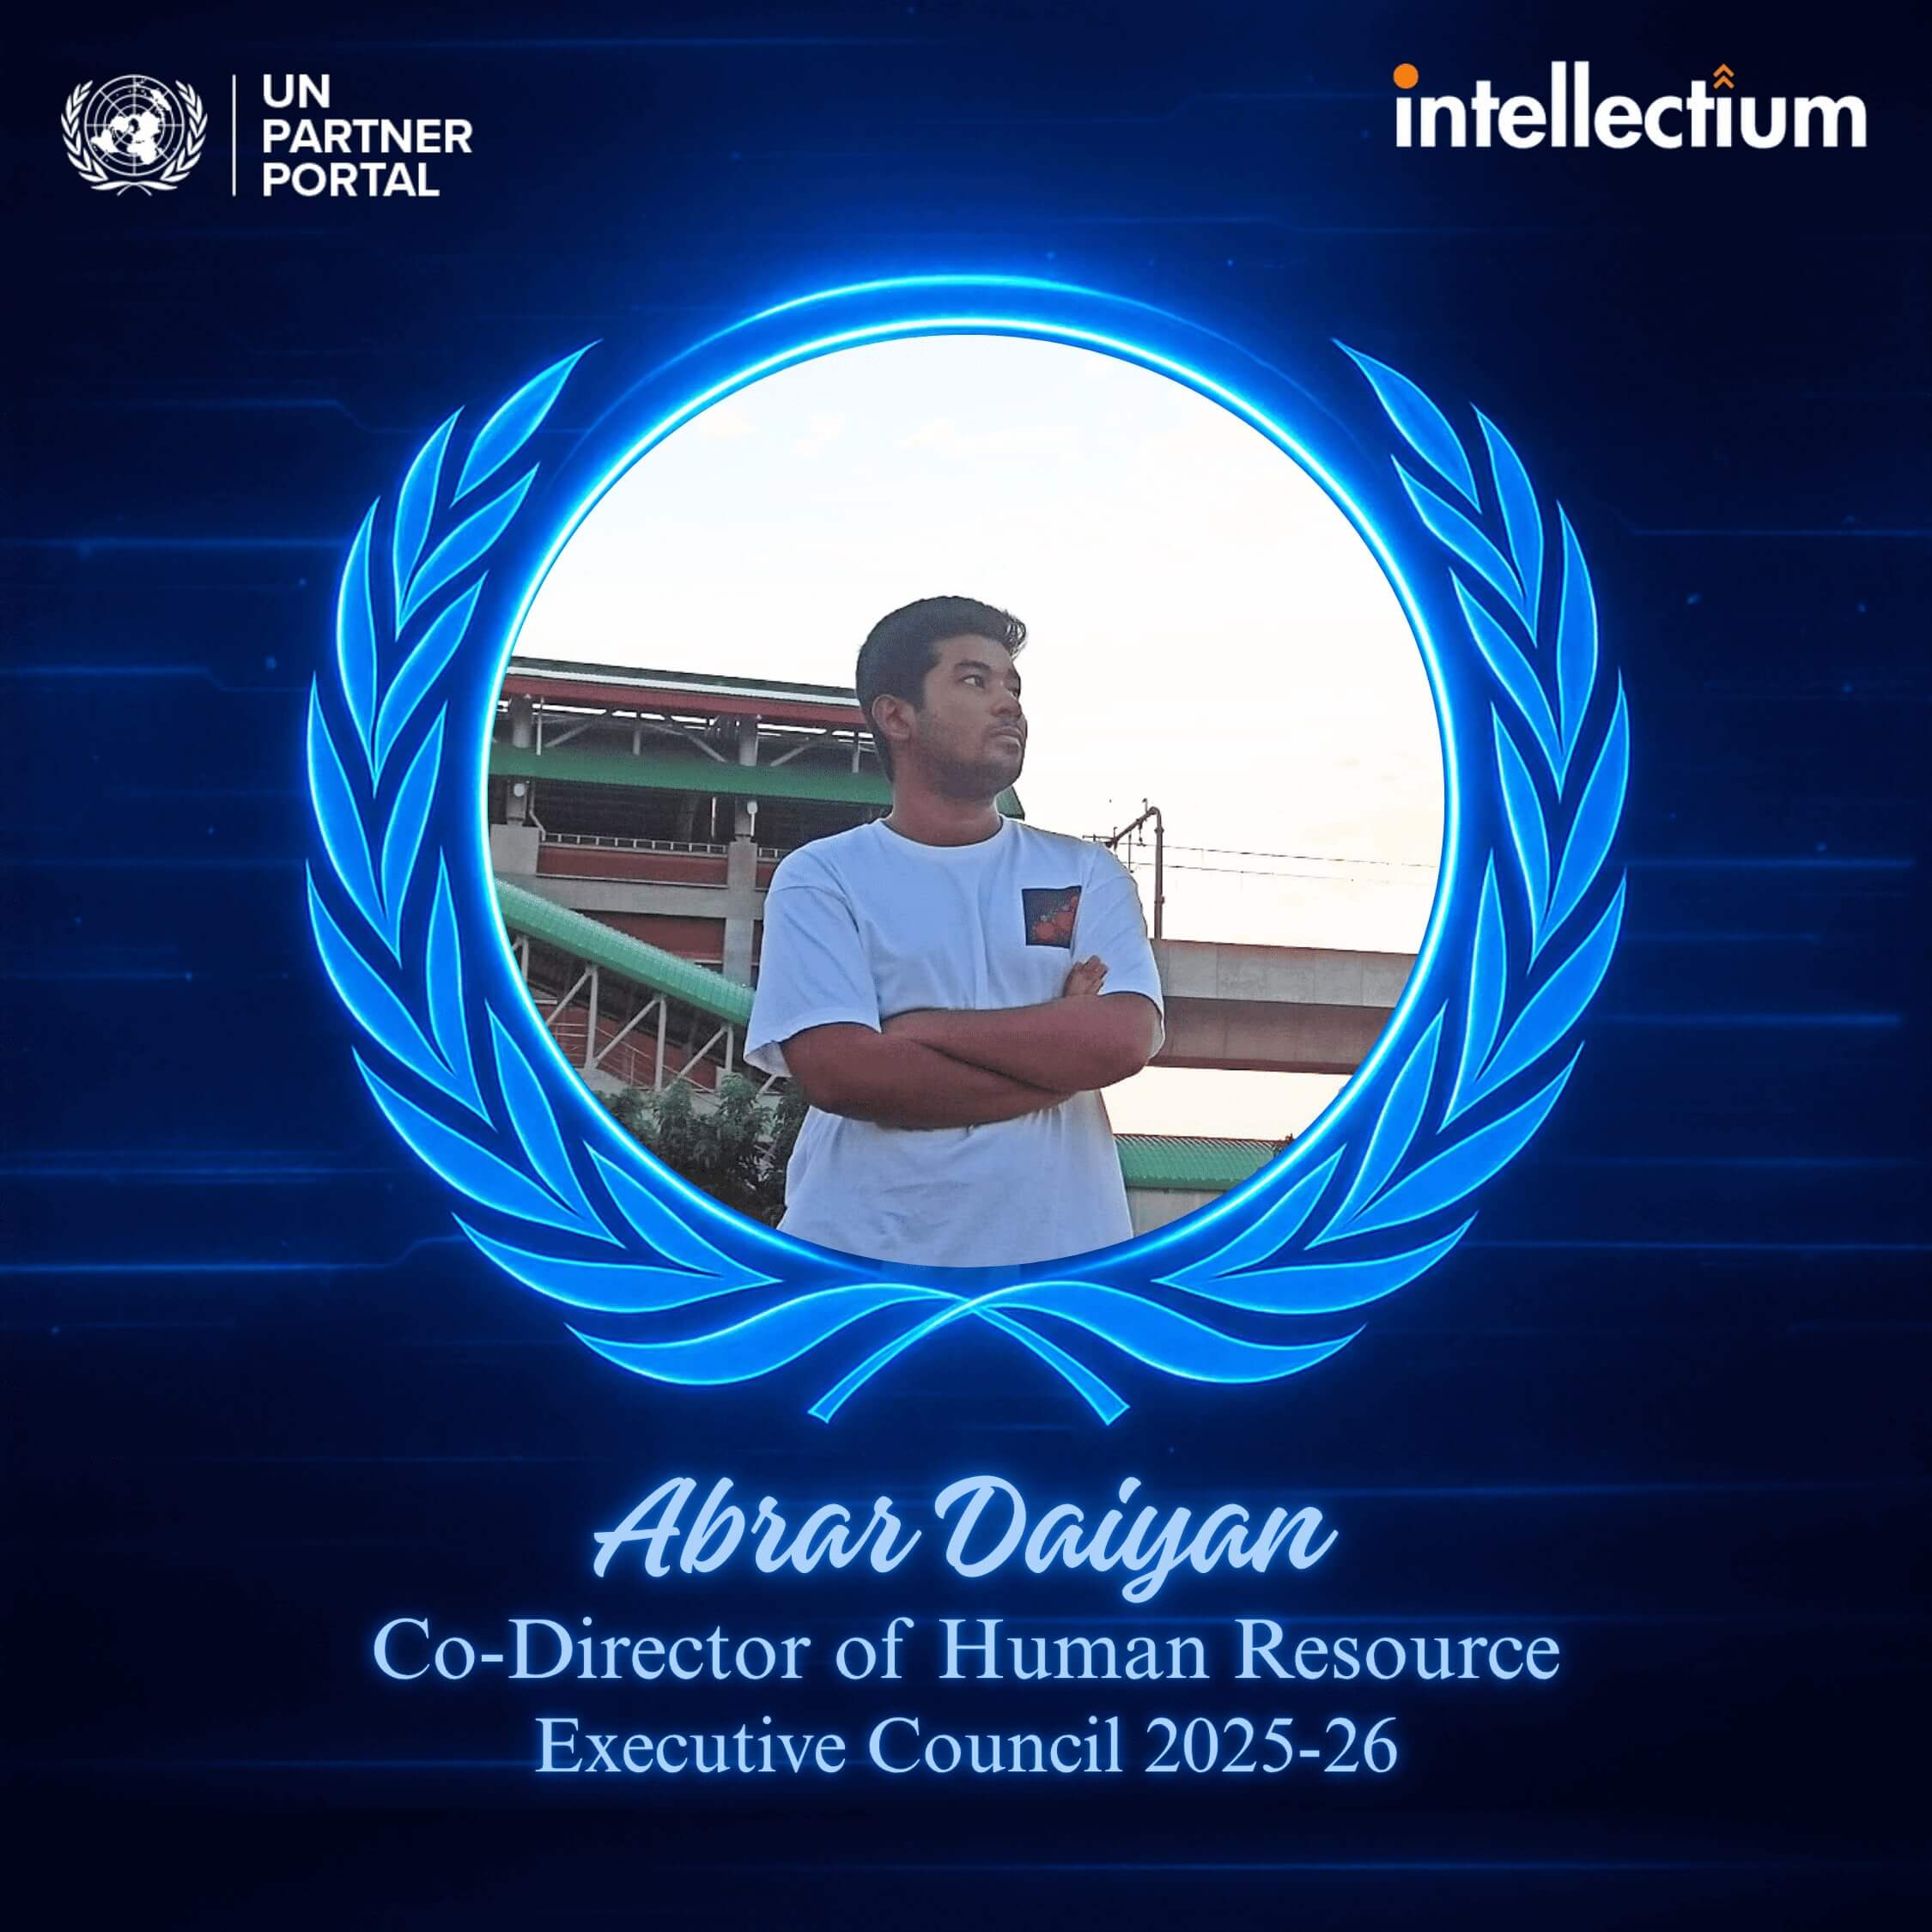 UN
PARTNER
PORTAL
intellectium
Abrar Daiyan
Co-Director of Human Resource
Executive Council 2025-26